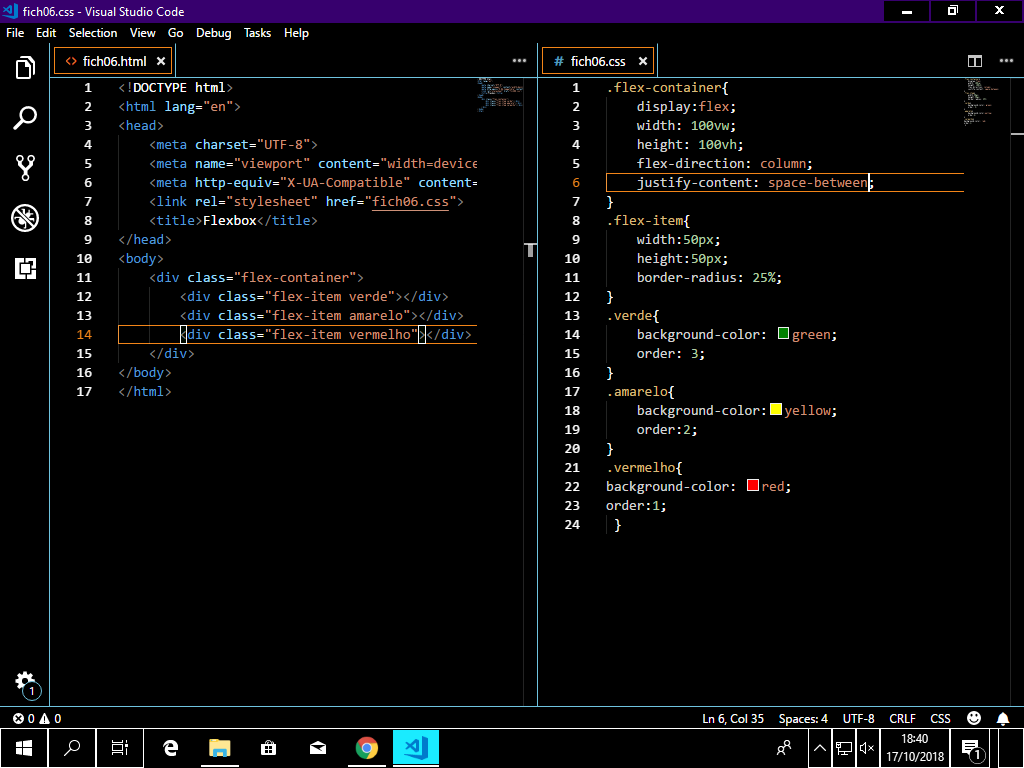 fich06.css - Visual Studio Code
File Edit Selection View Go Debug Tasks Help
fich06.html
1 <!DOCTYPE html>
2 <html lang="en">
3 <head>
4 <meta charset="UTF-8">
5 <meta name="viewport" content="width=device
6 <meta http-equiv="X-UA-Compatible" content=
7 <link rel="stylesheet" href="fich06.css">
8 <title>Flexbox</title>
9 </head>
10 <body>
11 <div class="flex-container">
12 <div class="flex-item verde"></div>
13 <div class="flex-item amarelo"></div>
14 <div class="flex-item vermelho"></div>
15 </div>
16 </body>
17 </html>
# fich06.css
1 .flex-container{
2 display:flex;
3 width: 100vw;
4 height: 100vh;
5 flex-direction: column;
6 justify-content: space-between;
7 }
8 .flex-item{
9 width:50px;
10 height:50px;
11 border-radius: 25%;
12 }
13 .verde{
14 background-color: green;
15 order: 3;
16 }
17 .amarelo{
18 background-color: yellow;
19 order:2;
20 }
21 .vermelho{
22 background-color: red;
23 order:1;
24 }
1
0 0
Ln 6, Col 35 Spaces: 4 UTF-8 CRLF CSS
18:40
17/10/2018
1